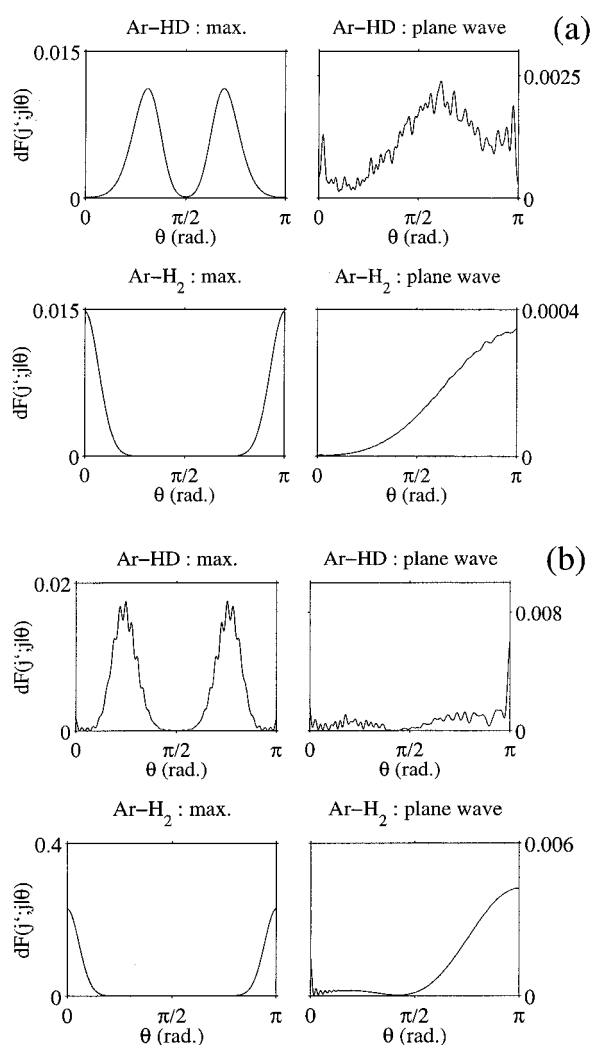 Ar–HD : max.
Ar–HD : plane wave
(a)
0.015
0
dF(j';j|θ)
0 π/2 π
θ (rad.)
0.0025
0
0 π/2 π
θ (rad.)
Ar–H₂ : max.
Ar–H₂ : plane wave
0.015
0
dF(j';j|θ)
0 π/2 π
θ (rad.)
0.0004
0
0 π/2 π
θ (rad.)
Ar–HD : max.
Ar–HD : plane wave
(b)
0.02
0
dF(j';j|θ)
0 π/2 π
θ (rad.)
0.008
0
0 π/2 π
θ (rad.)
Ar–H₂ : max.
Ar–H₂ : plane wave
0.4
0
dF(j';j|θ)
0 π/2 π
θ (rad.)
0.006
0
0 π/2 π
θ (rad.)